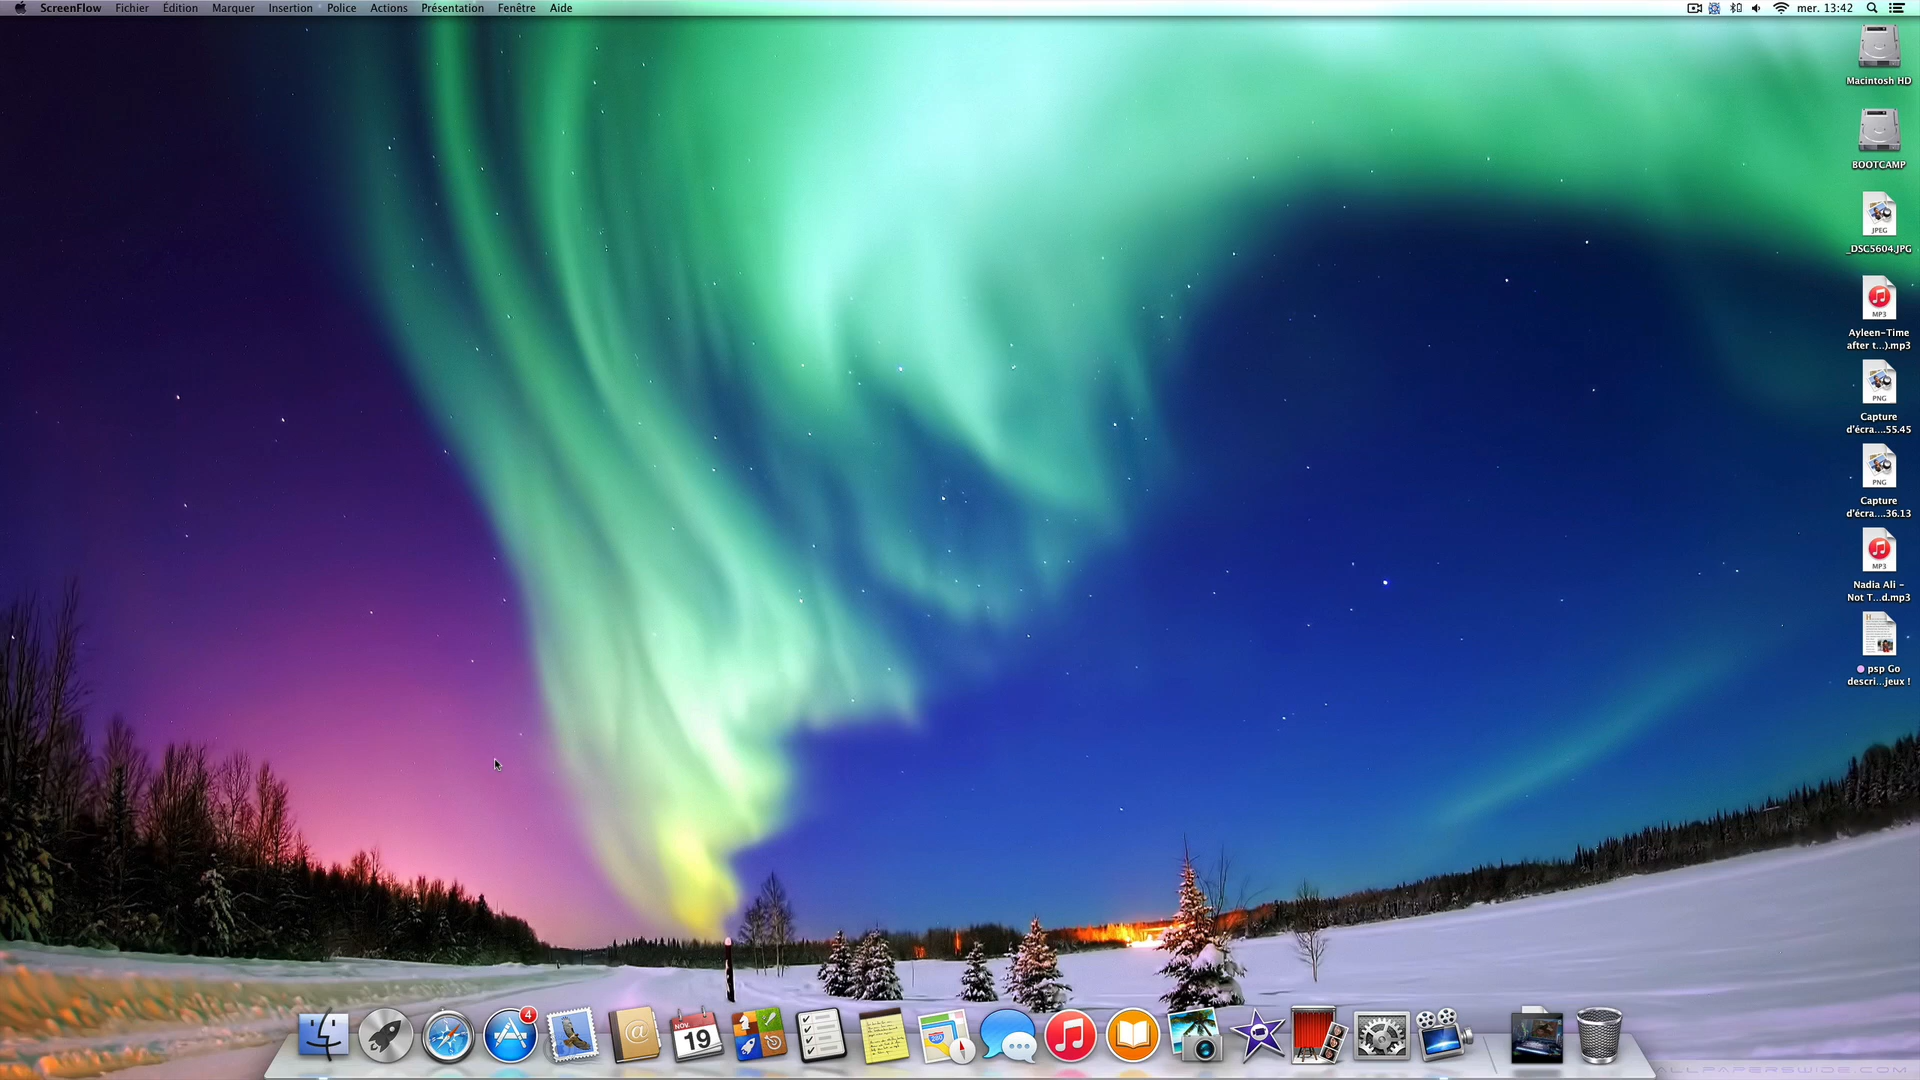 ScreenFlow Fichier Édition Marquer Insertion Police Actions Présentation Fenêtre Aide
mer. 13:42
Macintosh HD
BOOTCAMP
JPEG
_DSC5604.JPG
MP3
Ayleen-Time
after t...).mp3
PNG
Capture
d'écra....55.45
PNG
Capture
d'écra....36.13
MP3
Nadia Ali -
Not T...d.mp3
psp Go
descri...jeux !
4
NOV.
19
280